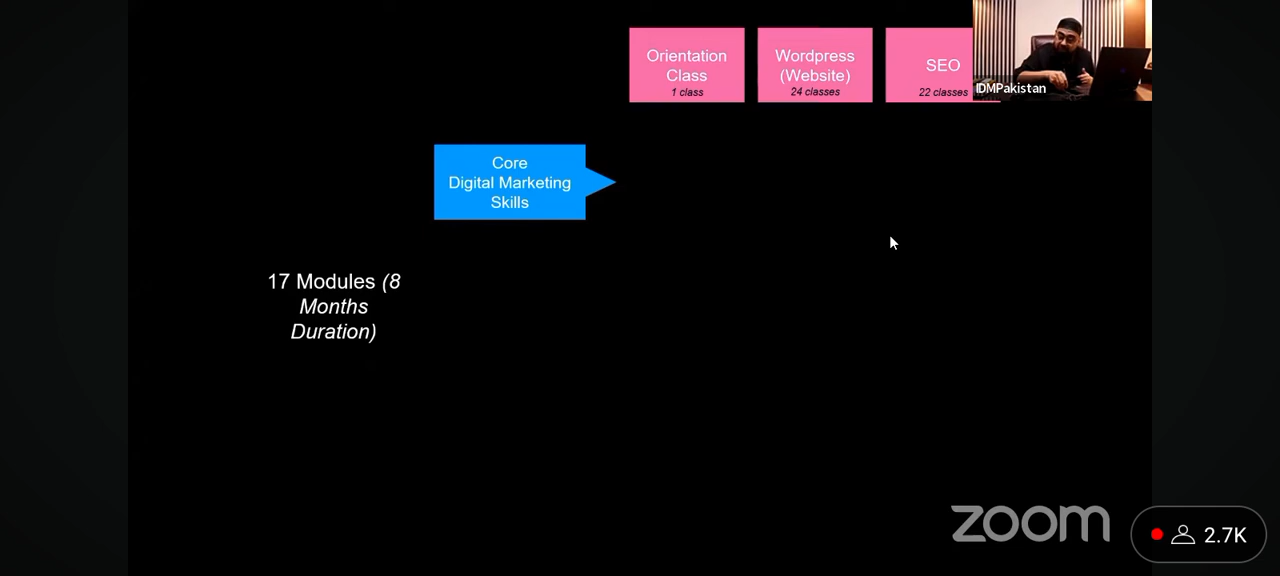 Orientation
Class
1 class
Wordpress
(Website)
24 classes
SEO
22 classes
IDMPakistan
Core
Digital Marketing
Skills
17 Modules (8
Months
Duration)
zoom
2.7K